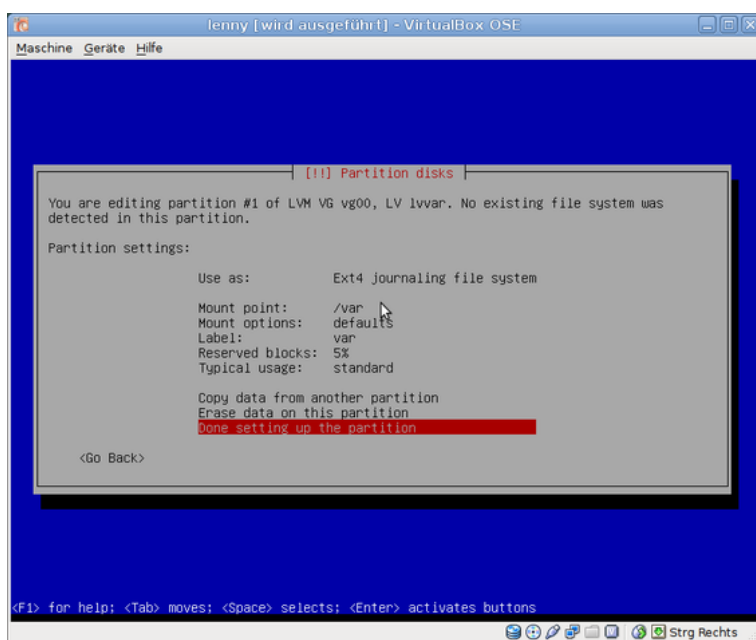 lenny [wird ausgeführt] - VirtualBox OSE
Maschine Geräte Hilfe
[!!] Partition disks
You are editing partition #1 of LVM VG vg00, LV lvvar. No existing file system was
detected in this partition.
Partition settings:
Use as: Ext4 journaling file system
Mount point: /var
Mount options: defaults
Label: var
Reserved blocks: 5%
Typical usage: standard
Copy data from another partition
Erase data on this partition
Done setting up the partition
<Go Back>
<F1> for help; <Tab> moves; <Space> selects; <Enter> activates buttons
Strg Rechts